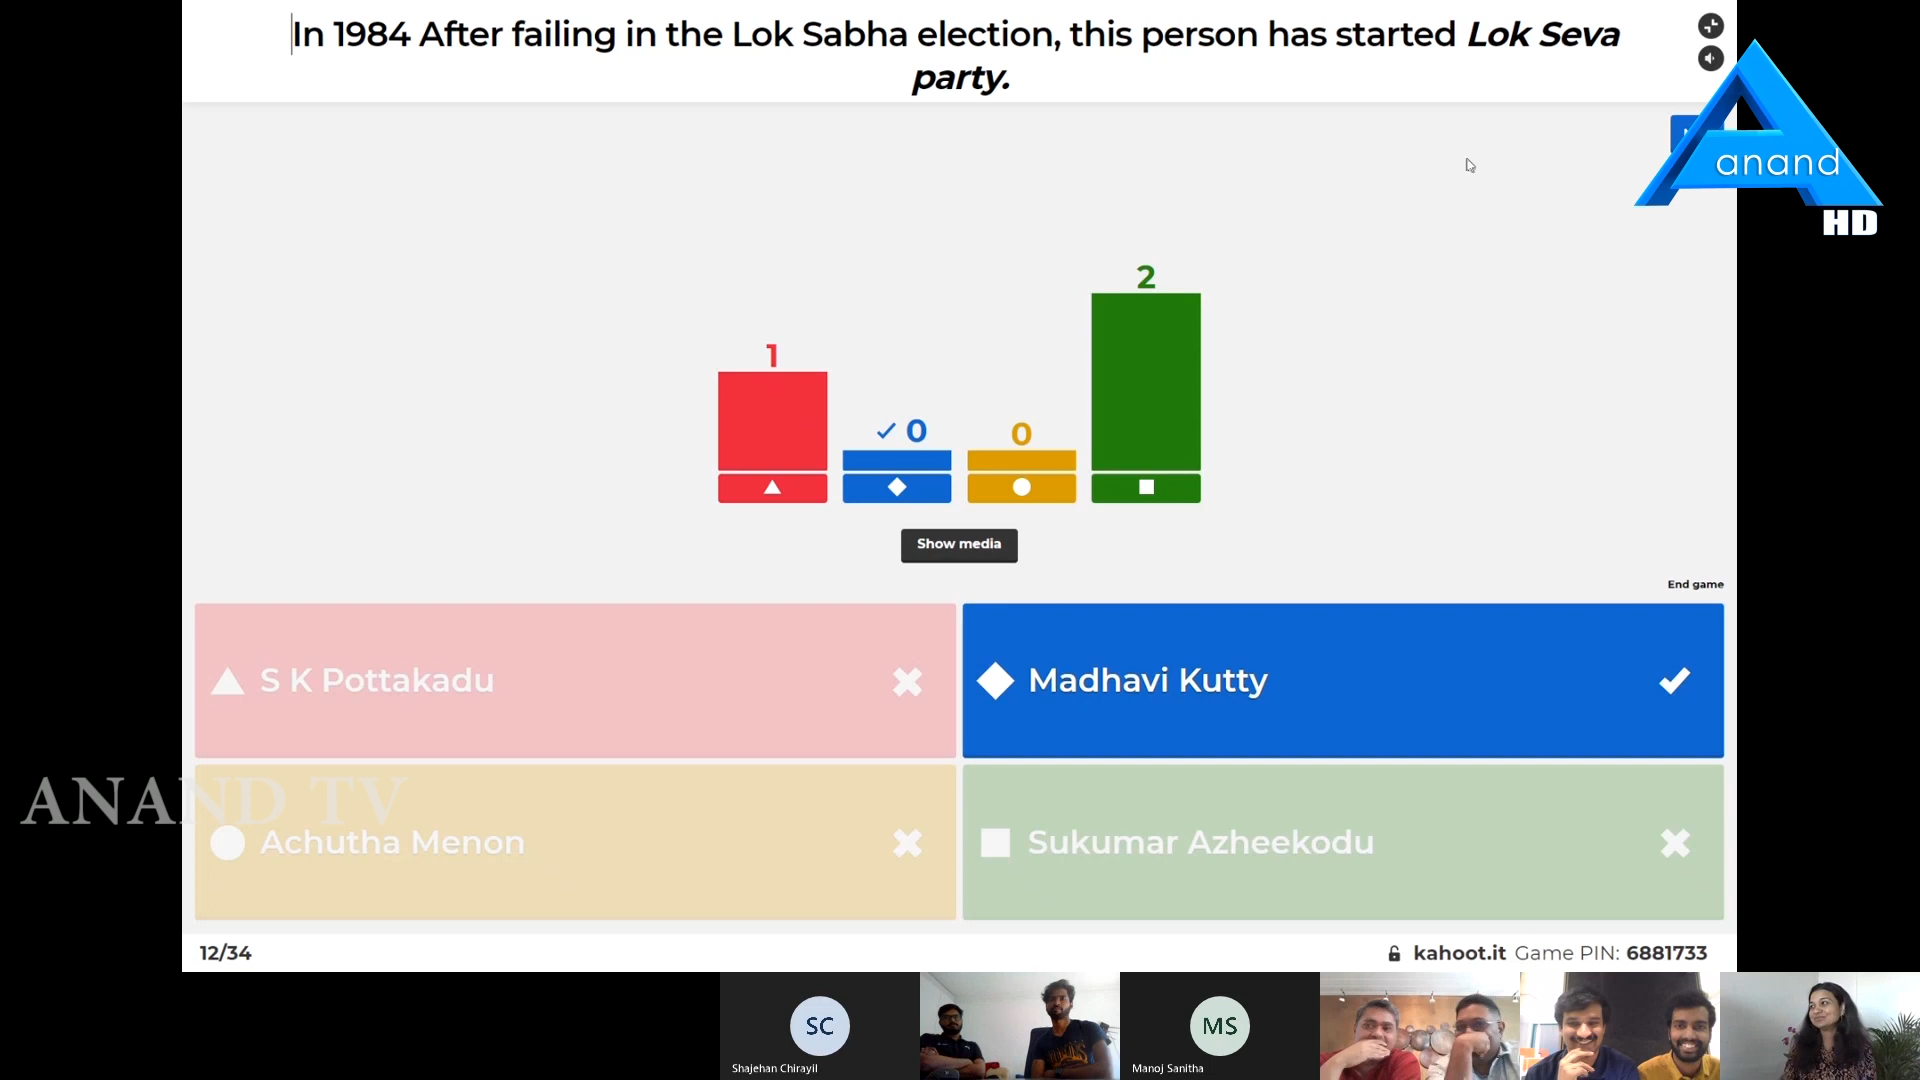 In 1984 After failing in the Lok Sabha election, this person has started Lok Seva
party.
anand
HD
2
1
0
0
Show media
End game
S K Pottakadu
Madhavi Kutty
ANAND TV
Achutha Menon
Sukumar Azheekodu
12/34
kahoot.it Game PIN: 6881733
SC
MS
Shajehan Chirayil
Manoj Sanitha